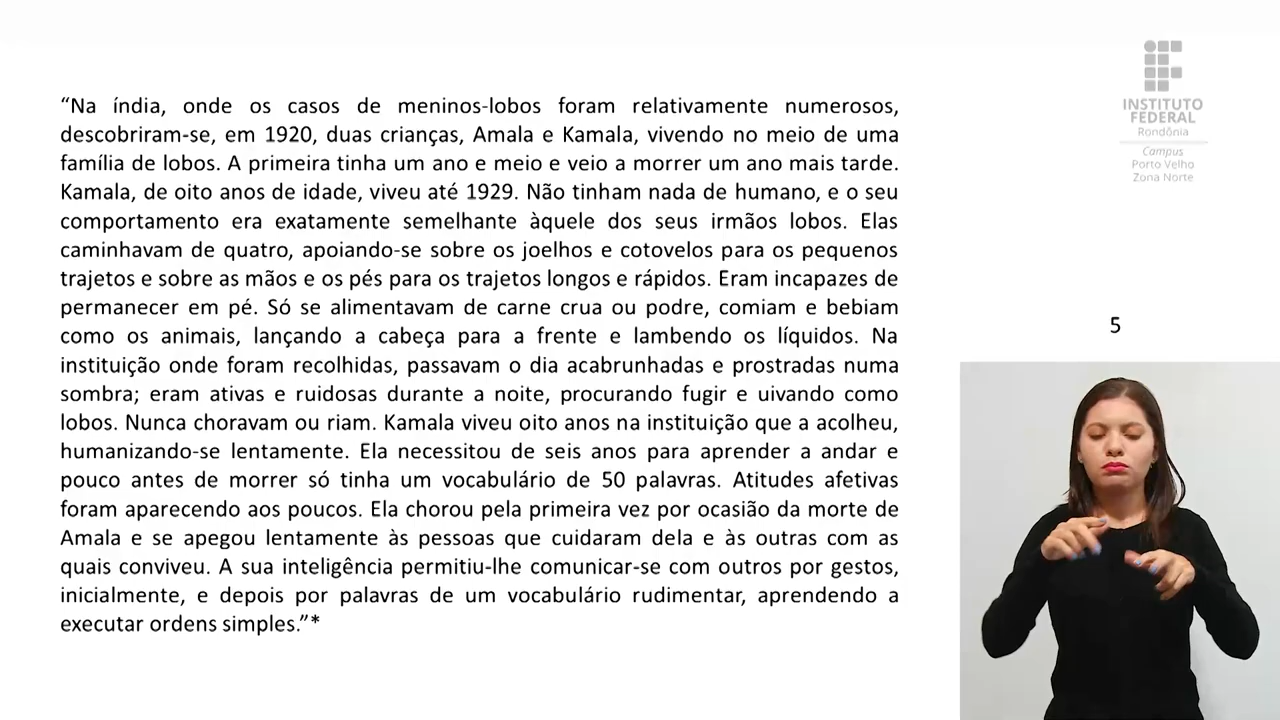 “Na índia, onde os casos de meninos-lobos foram relativamente numerosos,
descobriram-se, em 1920, duas crianças, Amala e Kamala, vivendo no meio de uma
família de lobos. A primeira tinha um ano e meio e veio a morrer um ano mais tarde.
Kamala, de oito anos de idade, viveu até 1929. Não tinham nada de humano, e o seu
comportamento era exatamente semelhante àquele dos seus irmãos lobos. Elas
caminhavam de quatro, apoiando-se sobre os joelhos e cotovelos para os pequenos
trajetos e sobre as mãos e os pés para os trajetos longos e rápidos. Eram incapazes de
permanecer em pé. Só se alimentavam de carne crua ou podre, comiam e bebiam
como os animais, lançando a cabeça para a frente e lambendo os líquidos. Na
instituição onde foram recolhidas, passavam o dia acabrunhadas e prostradas numa
sombra; eram ativas e ruidosas durante a noite, procurando fugir e uivando como
lobos. Nunca choravam ou riam. Kamala viveu oito anos na instituição que a acolheu,
humanizando-se lentamente. Ela necessitou de seis anos para aprender a andar e
pouco antes de morrer só tinha um vocabulário de 50 palavras. Atitudes afetivas
foram aparecendo aos poucos. Ela chorou pela primeira vez por ocasião da morte de
Amala e se apegou lentamente às pessoas que cuidaram dela e às outras com as
quais conviveu. A sua inteligência permitiu-lhe comunicar-se com outros por gestos,
inicialmente, e depois por palavras de um vocabulário rudimentar, aprendendo a
executar ordens simples.”*
INSTITUTO
FEDERAL
Rondônia
Campus
Porto Velho
Zona Norte
5